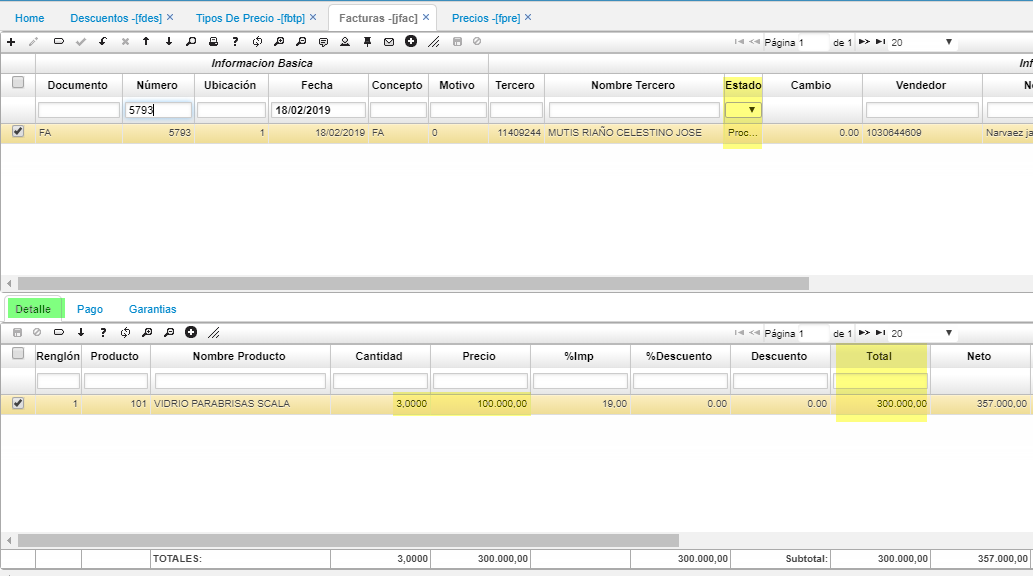 Home Descuentos -[fdes] × Tipos De Precio -[fbtp] × Facturas -[jfac] × Precios -[fpre] ×
Página 1 de 1 20
Informacion Basica Inf
Documento Número Ubicación Fecha Concepto Motivo Tercero Nombre Tercero Estado Cambio Vendedor N
5793 18/02/2019
FA 5793 1 18/02/2019 FA 0 11409244 MUTIS RIAÑO CELESTINO JOSE Proc... 0.00 1030644609 Narvaez ja
Detalle Pago Garantias
Página 1 de 1 20
Renglón Producto Nombre Producto Cantidad Precio %Imp %Descuento Descuento Total Neto
1 101 VIDRIO PARABRISAS SCALA 3,0000 100.000,00 19,00 0.00 0.00 300.000,00 357.000,00
TOTALES: 3,0000 300.000,00 300.000,00 Subtotal: 300.000,00 357.000,00